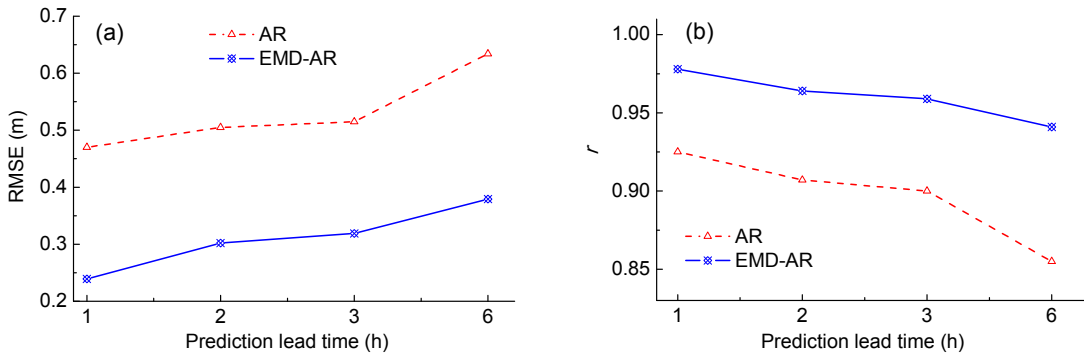 (a)
AR
EMD-AR
0.7
0.6
0.5
0.4
0.3
0.2
RMSE (m)
1 2 3 6
Prediction lead time (h)
(b)
1.00
0.95
0.90
0.85
r
AR
EMD-AR
1 2 3 6
Prediction lead time (h)